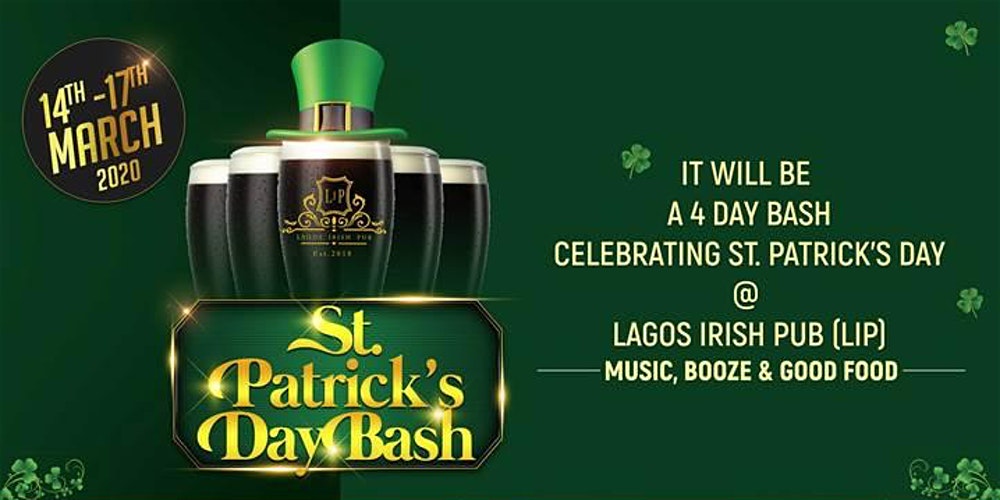 14TH -17TH
MARCH
2020
LIP
LAGOS IRISH PUB
Est.2018
St.
Patrick's
Day Bash
IT WILL BE
A 4 DAY BASH
CELEBRATING ST. PATRICK'S DAY
@
LAGOS IRISH PUB (LIP)
MUSIC, BOOZE & GOOD FOOD